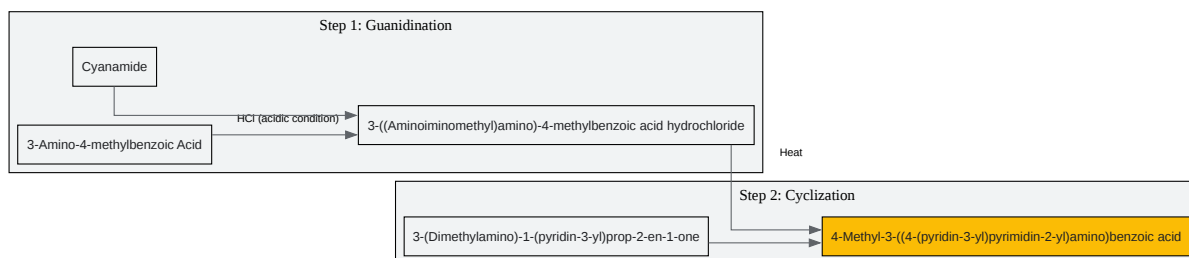 Step 1: Guanidination
Cyanamide
HCl (acidic condition)
3-Amino-4-methylbenzoic Acid
3-((Aminoiminomethyl)amino)-4-methylbenzoic acid hydrochloride
Heat
Step 2: Cyclization
3-(Dimethylamino)-1-(pyridin-3-yl)prop-2-en-1-one
4-Methyl-3-((4-(pyridin-3-yl)pyrimidin-2-yl)amino)benzoic acid